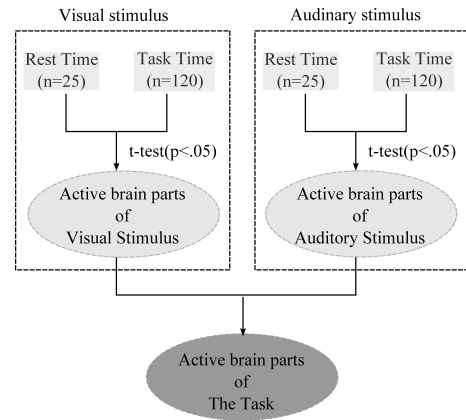 Visual stimulus
Rest Time
(n=25)
Task Time
(n=120)
t-test(p<.05)
Active brain parts
of
Visual Stimulus
Audinary stimulus
Rest Time
(n=25)
Task Time
(n=120)
t-test(p<.05)
Active brain parts
of
Auditory Stimulus
Active brain parts
of
The Task